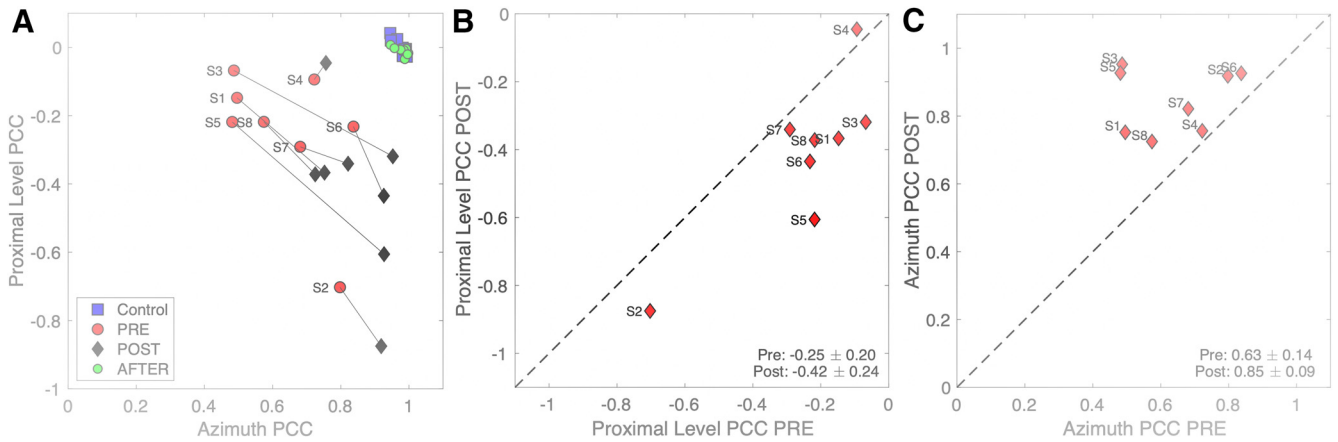 A
Proximal Level PCC
0
-0.2
-0.4
-0.6
-0.8
-1
0
0.2
0.4
0.6
0.8
1
Azimuth PCC
S3
S4
S1
S5
S8
S6
S7
S2
Control
PRE
POST
AFTER
B
Proximal Level PCC POST
0
-0.2
-0.4
-0.6
-0.8
-1
-1
-0.8
-0.6
-0.4
-0.2
0
Proximal Level PCC PRE
S4
S3
S7
S8
S1
S6
S5
S2
Pre: -0.25 ± 0.20
Post: -0.42 ± 0.24
C
Azimuth PCC POST
1
0.8
0.6
0.4
0.2
0
0
0.2
0.4
0.6
0.8
1
Azimuth PCC PRE
S3
S5
S2
S6
S7
S1
S4
S8
Pre: 0.63 ± 0.14
Post: 0.85 ± 0.09